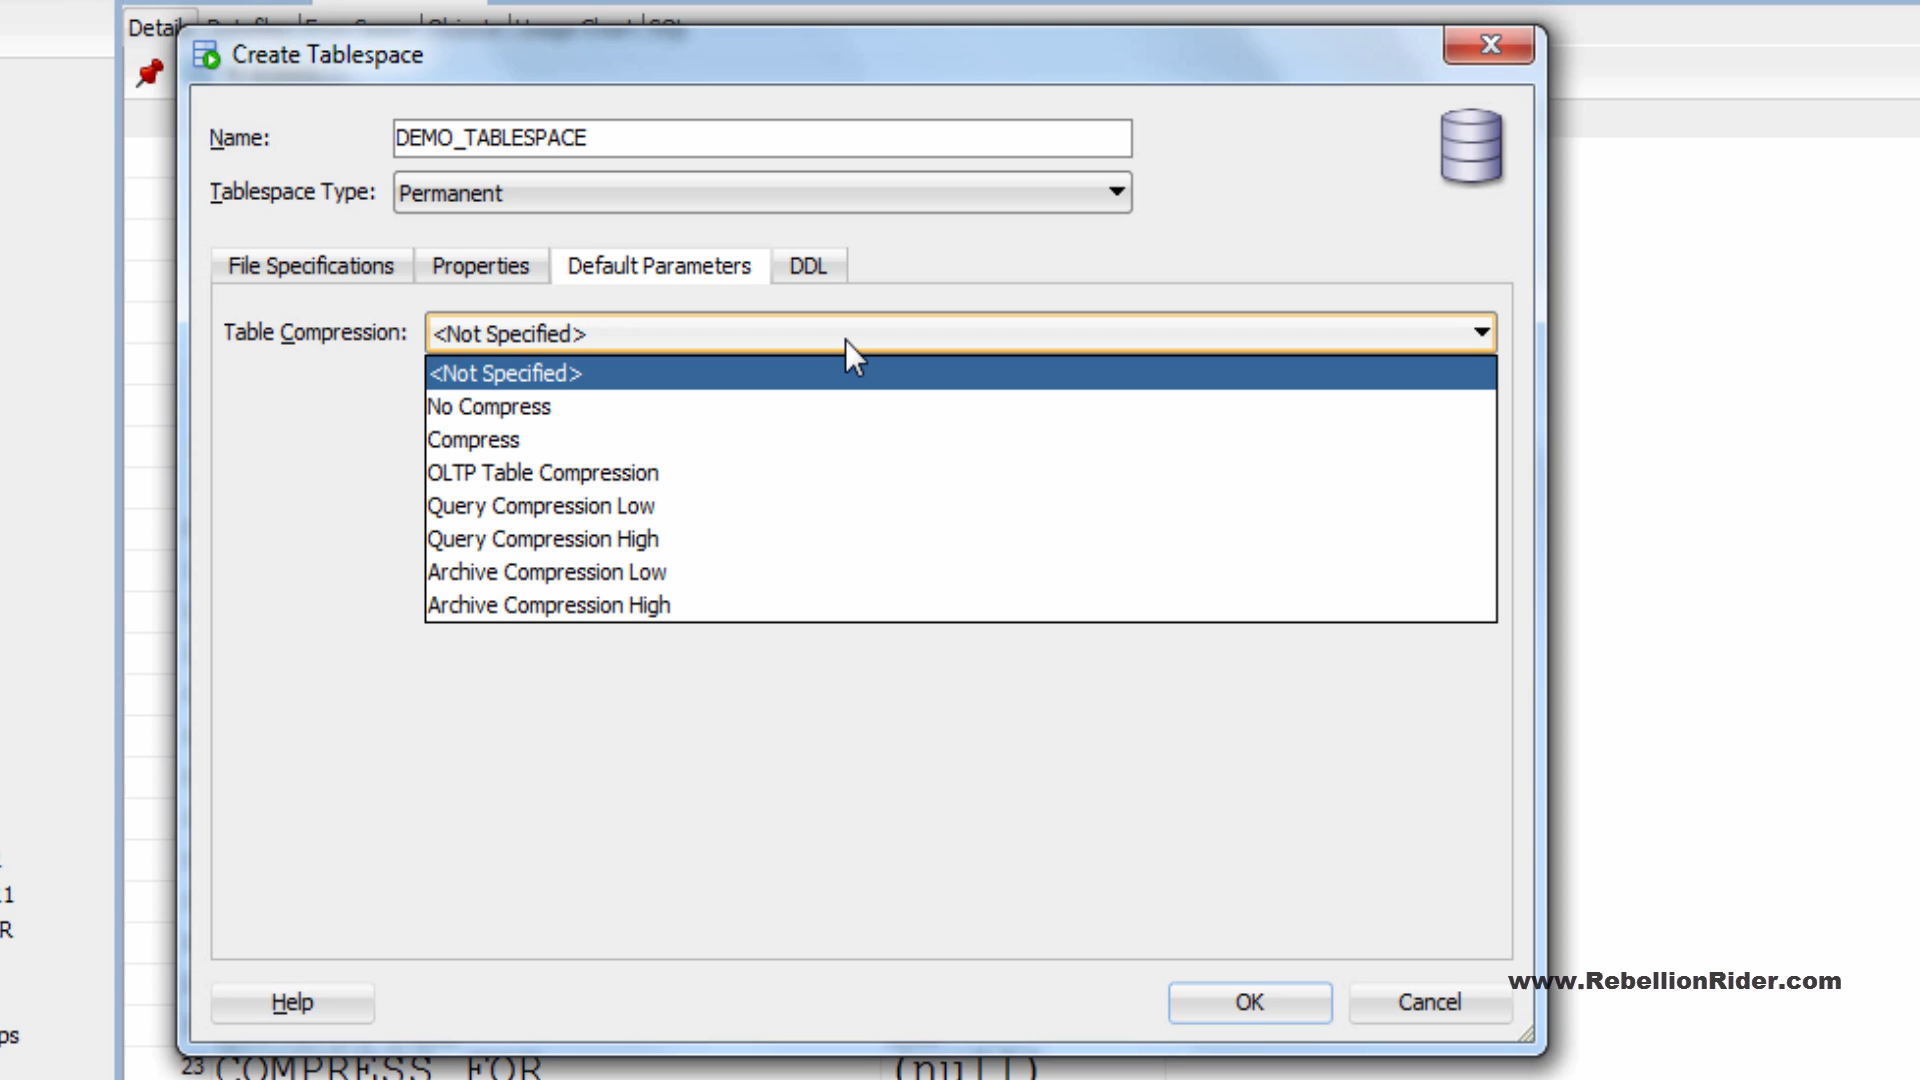 Create Tablespace
Name: DEMO_TABLESPACE
Tablespace Type: Permanent
File Specifications Properties Default Parameters DDL
Table Compression: <Not Specified>
<Not Specified>
No Compress
Compress
OLTP Table Compression
Query Compression Low
Query Compression High
Archive Compression Low
Archive Compression High
www.RebellionRider.com
Help OK Cancel
23 COMPRESS_FOR (null)